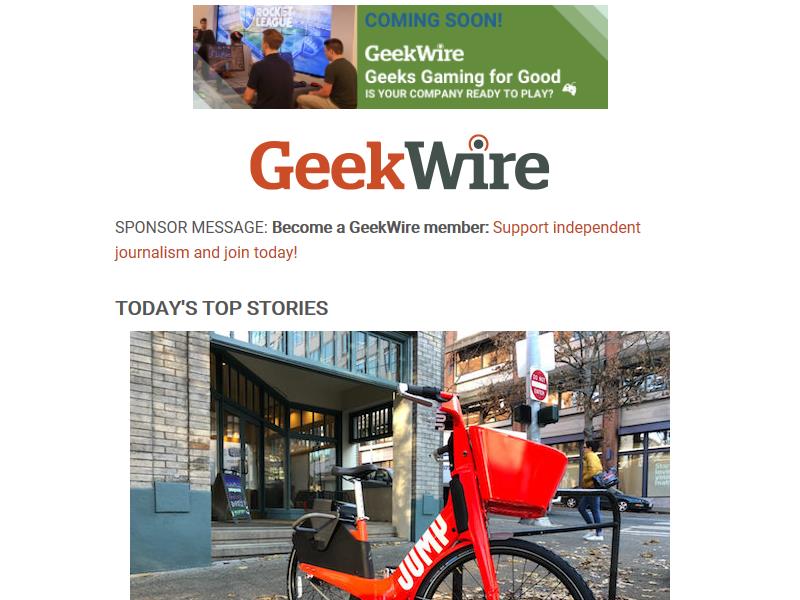 ROCKET
LEAGUE
COMING SOON!
GeekWire
Geeks Gaming for Good
IS YOUR COMPANY READY TO PLAY?
GeekWire
SPONSOR MESSAGE: Become a GeekWire member: Support independent
journalism and join today!
TODAY'S TOP STORIES
DO NOT
ENTER
JUMP